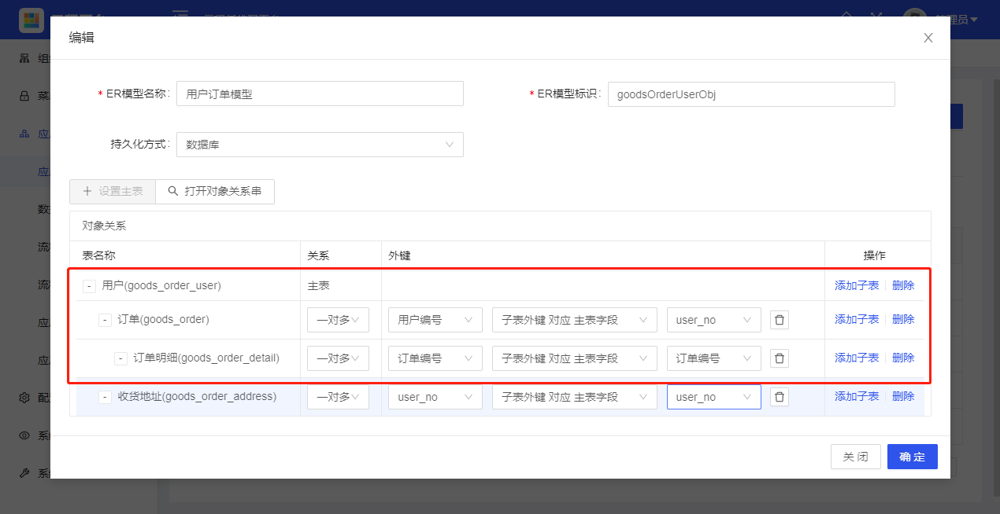 管理员
编辑
* ER模型名称: 用户订单模型 * ER模型标识: goodsOrderUserObj
持久化方式: 数据库
+ 设置主表 打开对象关系串
对象关系
表名称 关系 外键 操作
- 用户(goods_order_user) 主表 添加子表 删除
- 订单(goods_order) 一对多 用户编号 子表外键 对应 主表字段 user_no 添加子表 删除
- 订单明细(goods_order_detail) 一对多 订单编号 子表外键 对应 主表字段 订单编号 添加子表 删除
- 收货地址(goods_order_address) 一对多 user_no 子表外键 对应 主表字段 user_no 添加子表 删除
关 闭 确 定